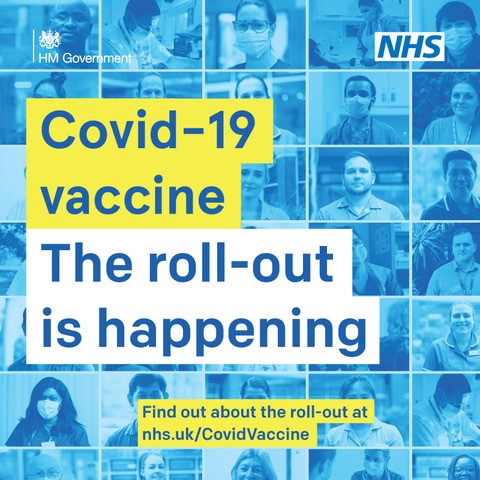 HM Government
NHS
Covid-19
vaccine
The roll-out
is happening
Find out about the roll-out at
nhs.uk/CovidVaccine